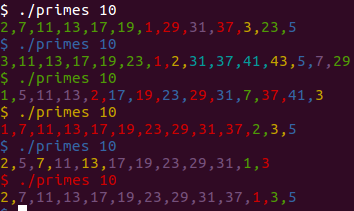 $ ./primes 10
2,7,11,13,17,19,1,29,31,37,3,23,5
$ ./primes 10
3,11,13,17,19,23,1,2,31,37,41,43,5,7,29
$ ./primes 10
1,5,11,13,2,17,19,23,29,31,7,37,41,3
$ ./primes 10
1,7,11,13,17,19,23,29,31,37,2,3,5
$ ./primes 10
2,5,7,11,13,17,19,23,29,31,1,3
$ ./primes 10
2,7,11,13,17,19,23,29,31,37,1,3,5
$